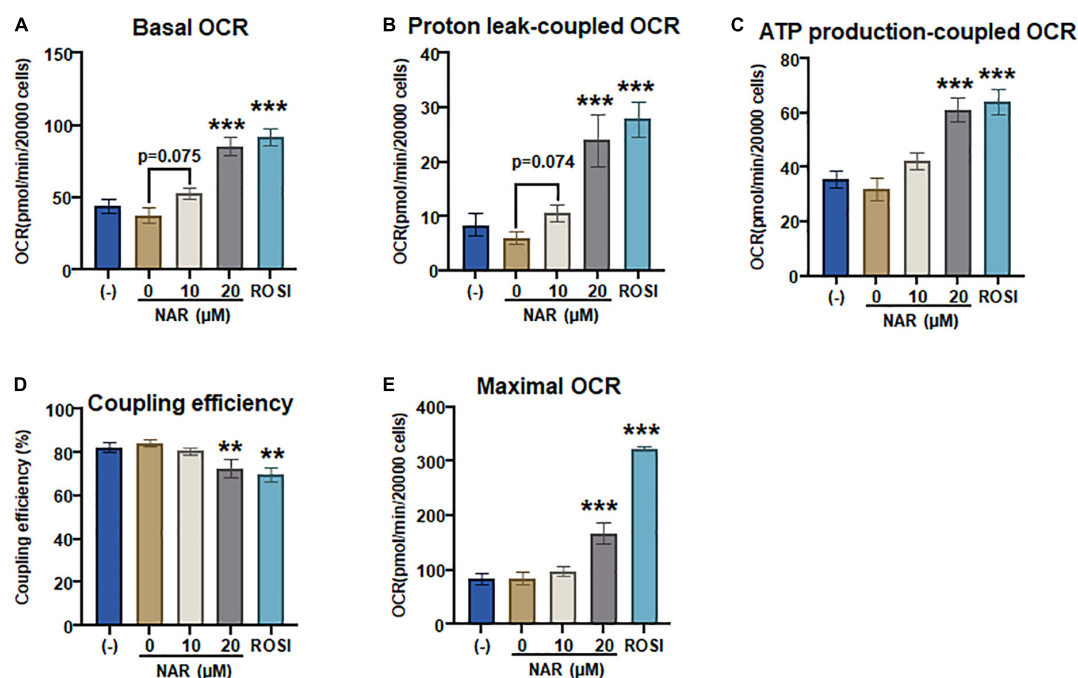 A
Basal OCR
OCR(pmol/min/20000 cells)
150
100
50
0
p=0.075
***
***
(-) 0 10 20 ROSI
NAR (µM)
B
Proton leak-coupled OCR
OCR(pmol/min/20000 cells)
40
30
20
10
0
p=0.074
***
***
(-) 0 10 20 ROSI
NAR (µM)
C
ATP production-coupled OCR
OCR(pmol/min/20000 cells)
80
60
40
20
0
***
***
(-) 0 10 20 ROSI
NAR (µM)
D
Coupling efficiency
Coupling efficiency (%)
100
80
60
40
20
0
**
**
(-) 0 10 20 ROSI
NAR (µM)
E
Maximal OCR
OCR(pmol/min/20000 cells)
400
300
200
100
0
***
***
(-) 0 10 20 ROSI
NAR (µM)